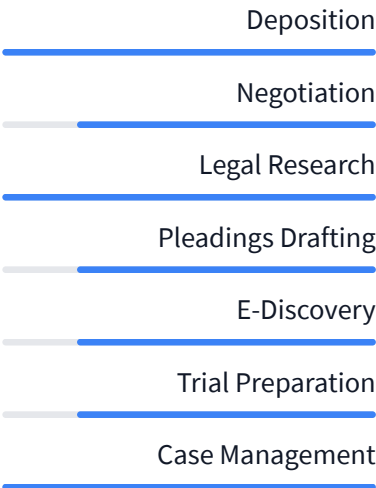 Deposition
Negotiation
Legal Research
Pleadings Drafting
E-Discovery
Trial Preparation
Case Management